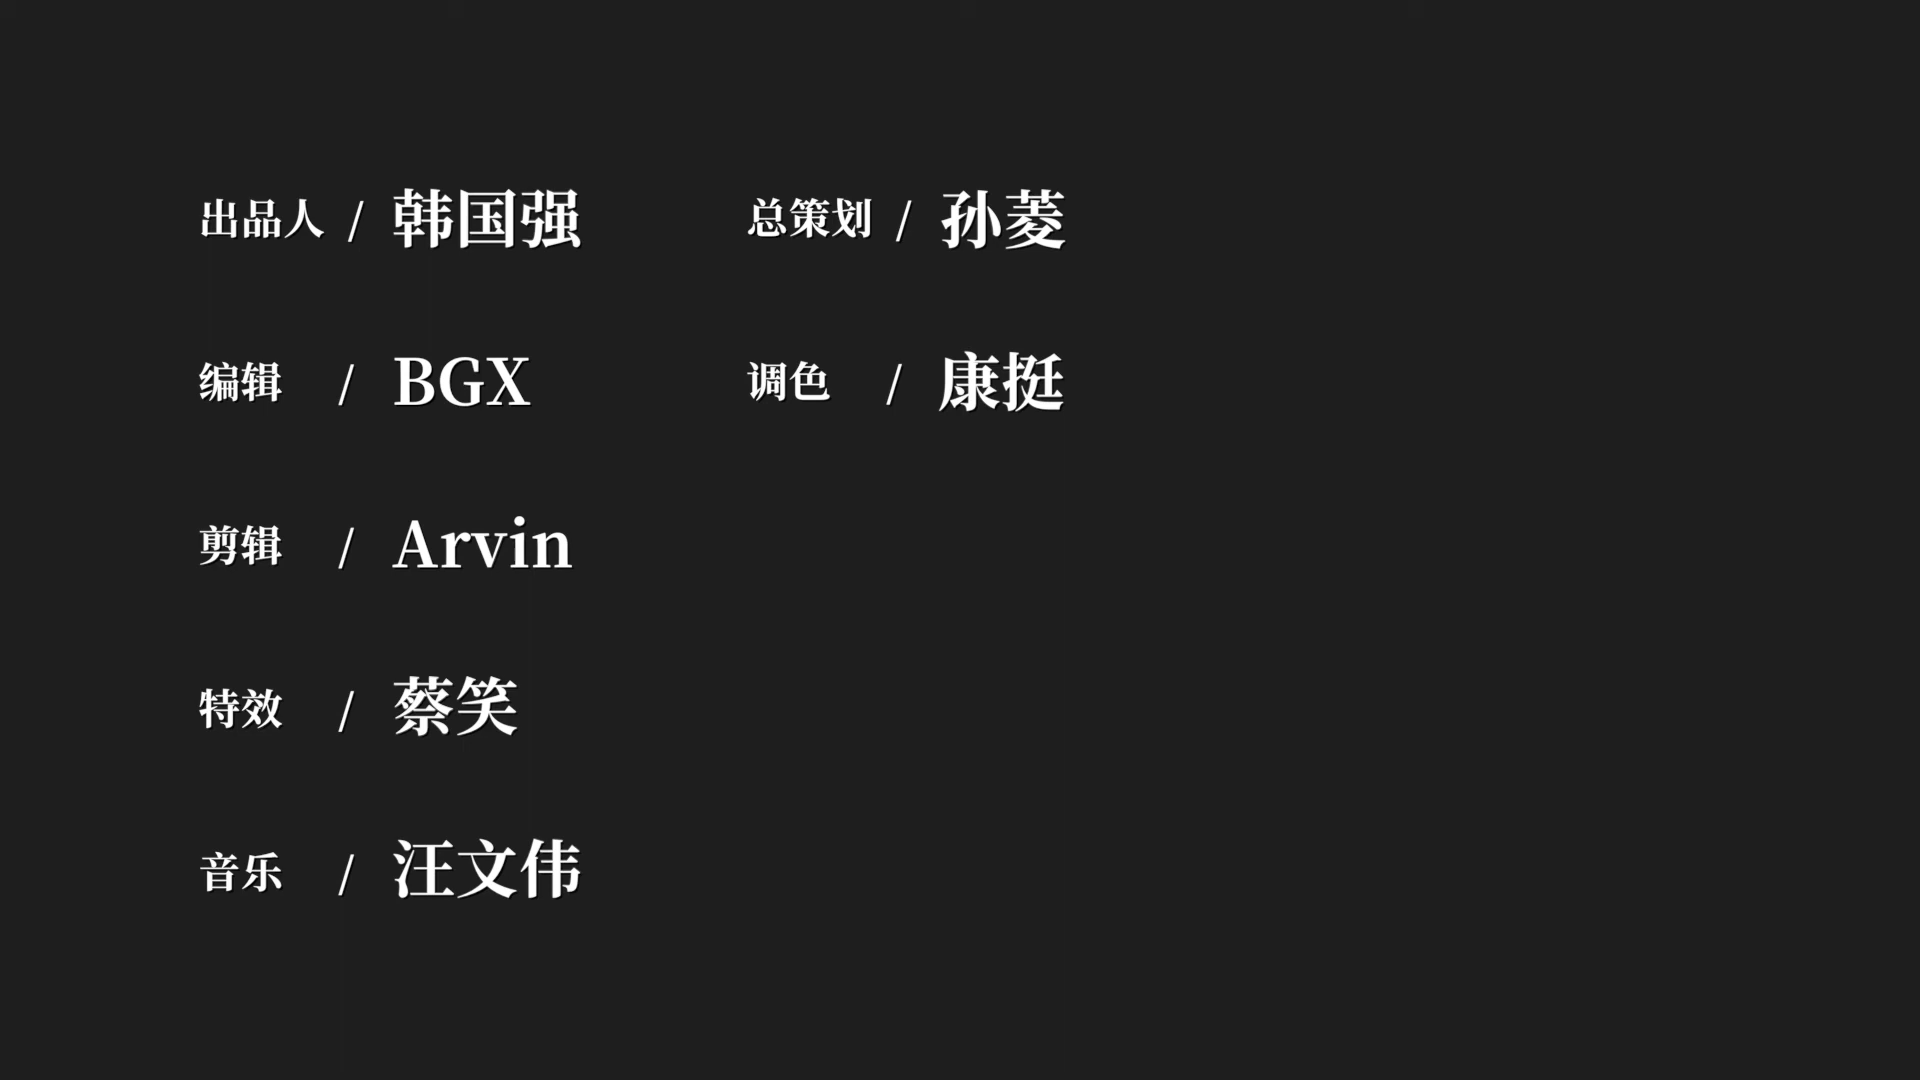 出品人 / 韩国强 总策划 / 孙菱
编辑 / BGX 调色 / 康挺
剪辑 / Arvin
特效 / 蔡笑
音乐 / 汪文伟